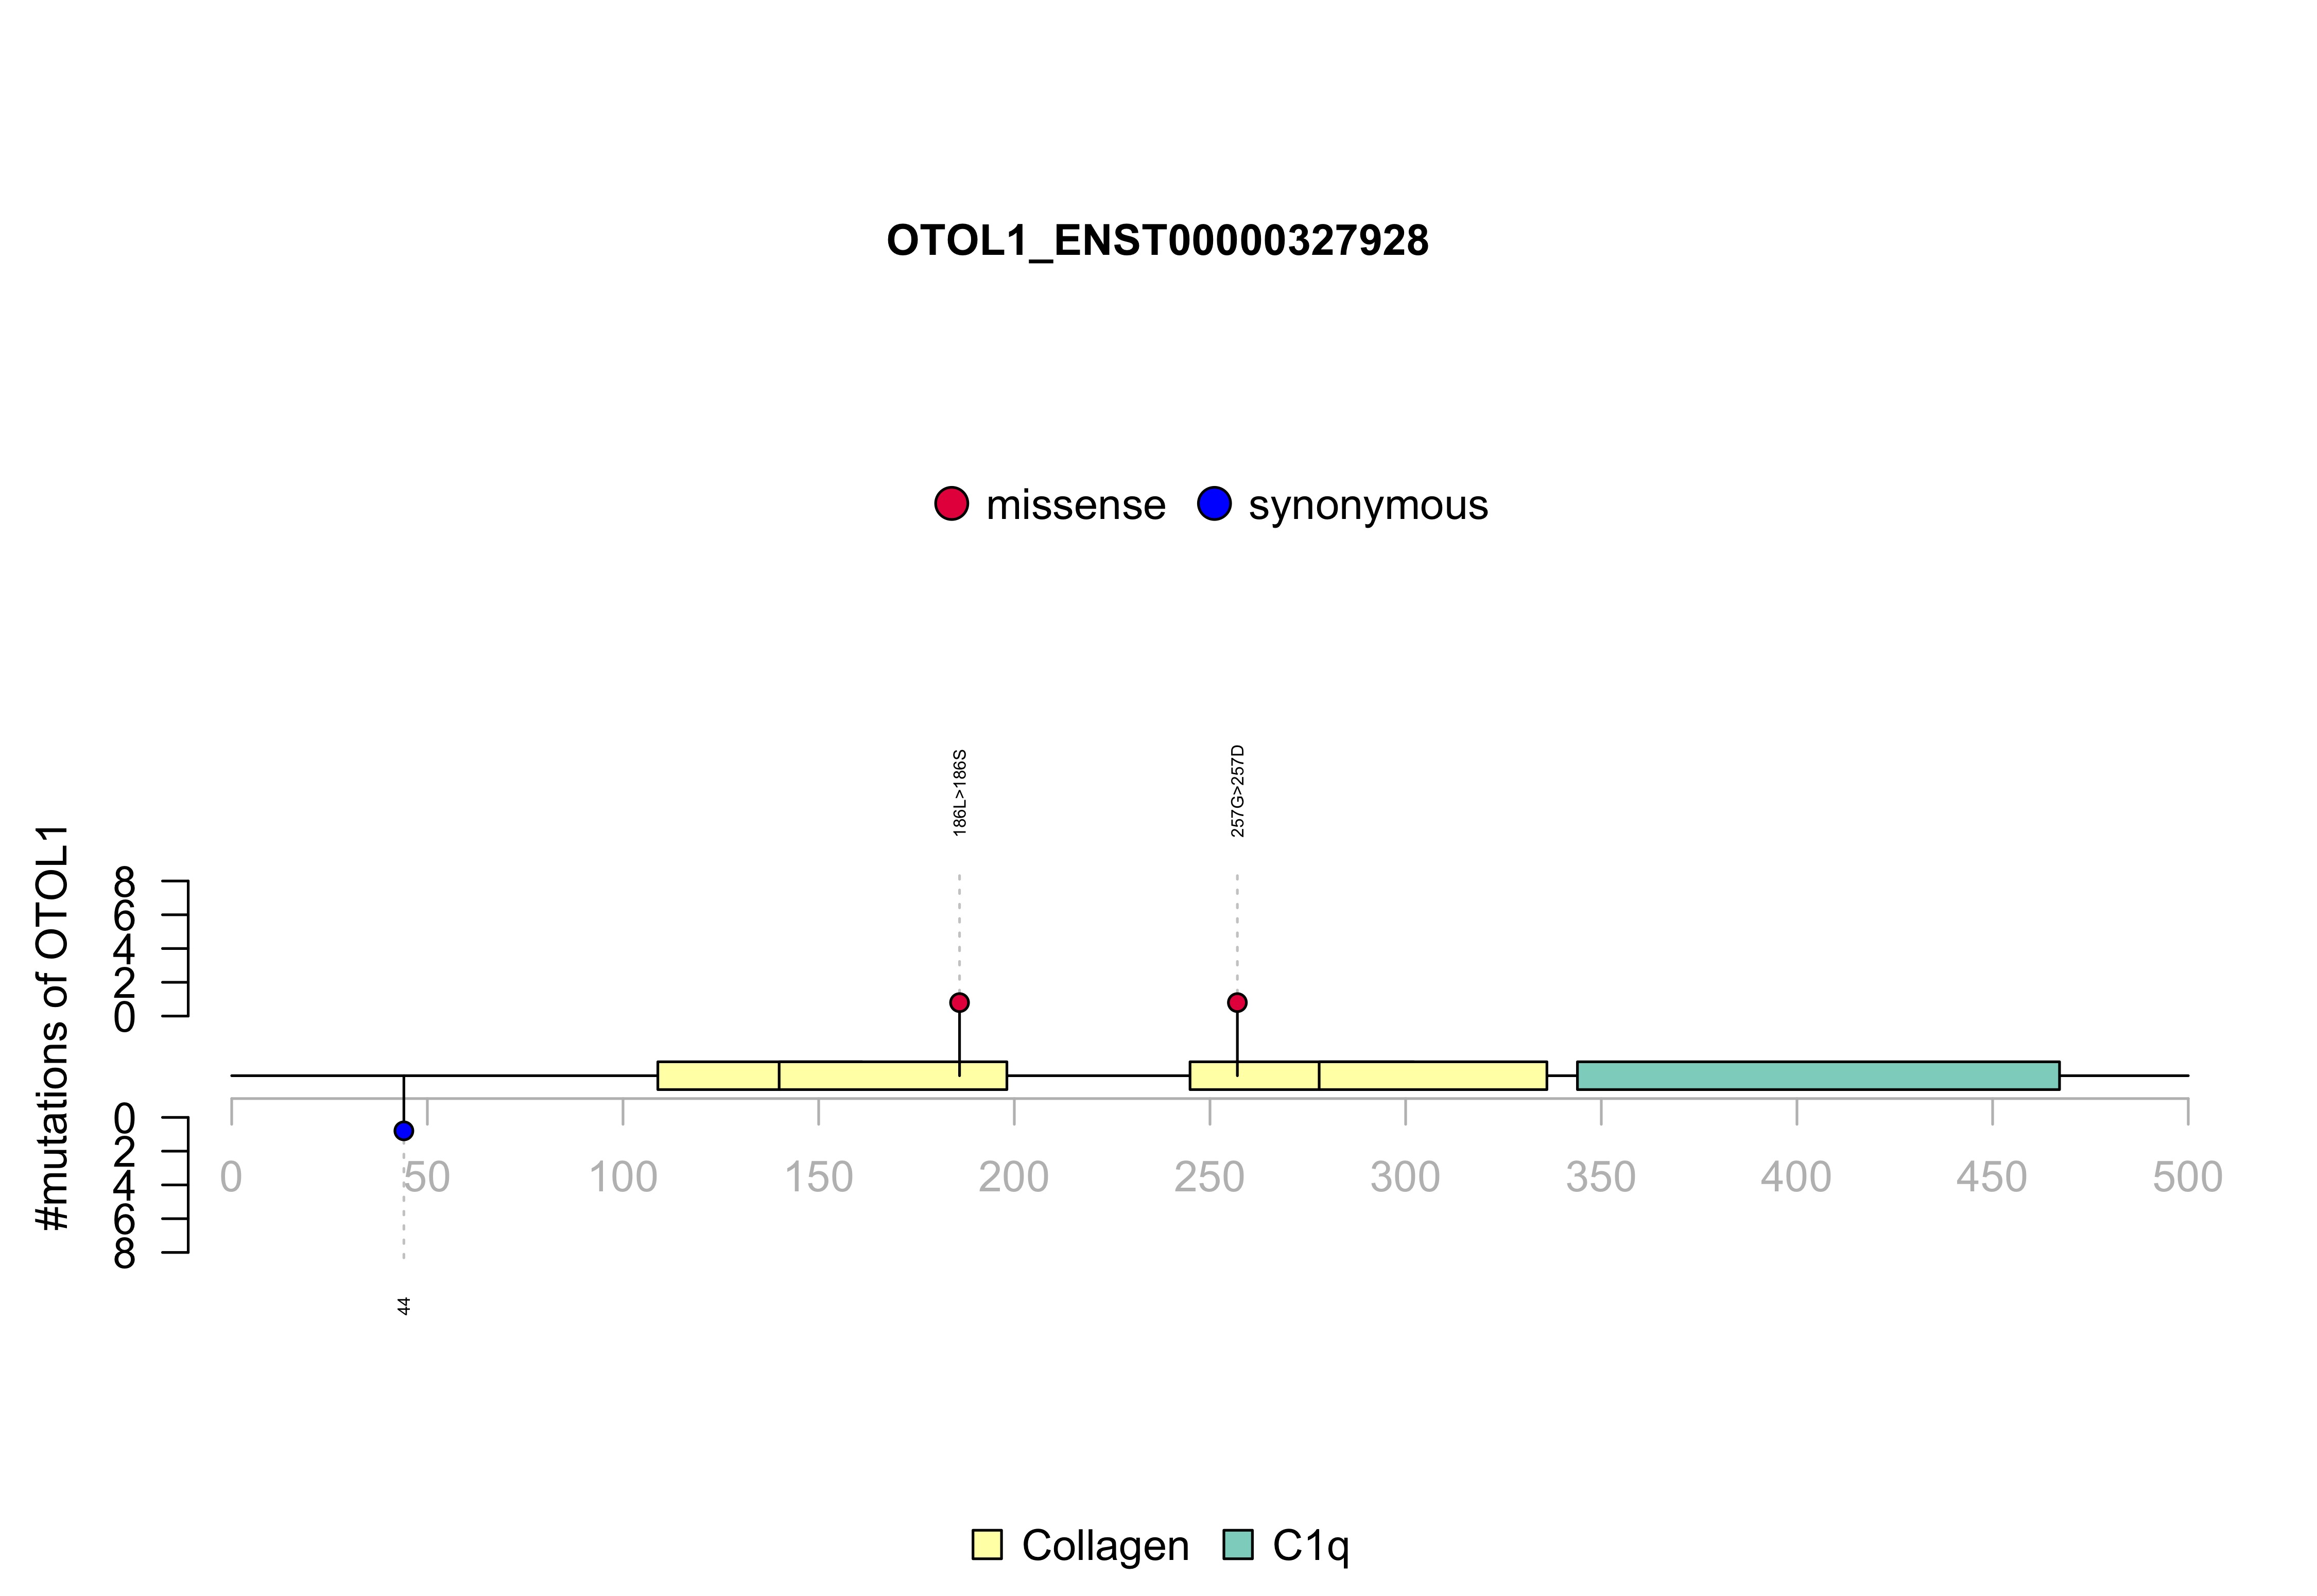 OTOL1_ENST00000327928
missense synonymous
186L>186S
257G>257D
#mutations of OTOL1
8
6
4
2
0
0
2
4
6
8
0 50 100 150 200 250 300 350 400 450 500
44
Collagen C1q